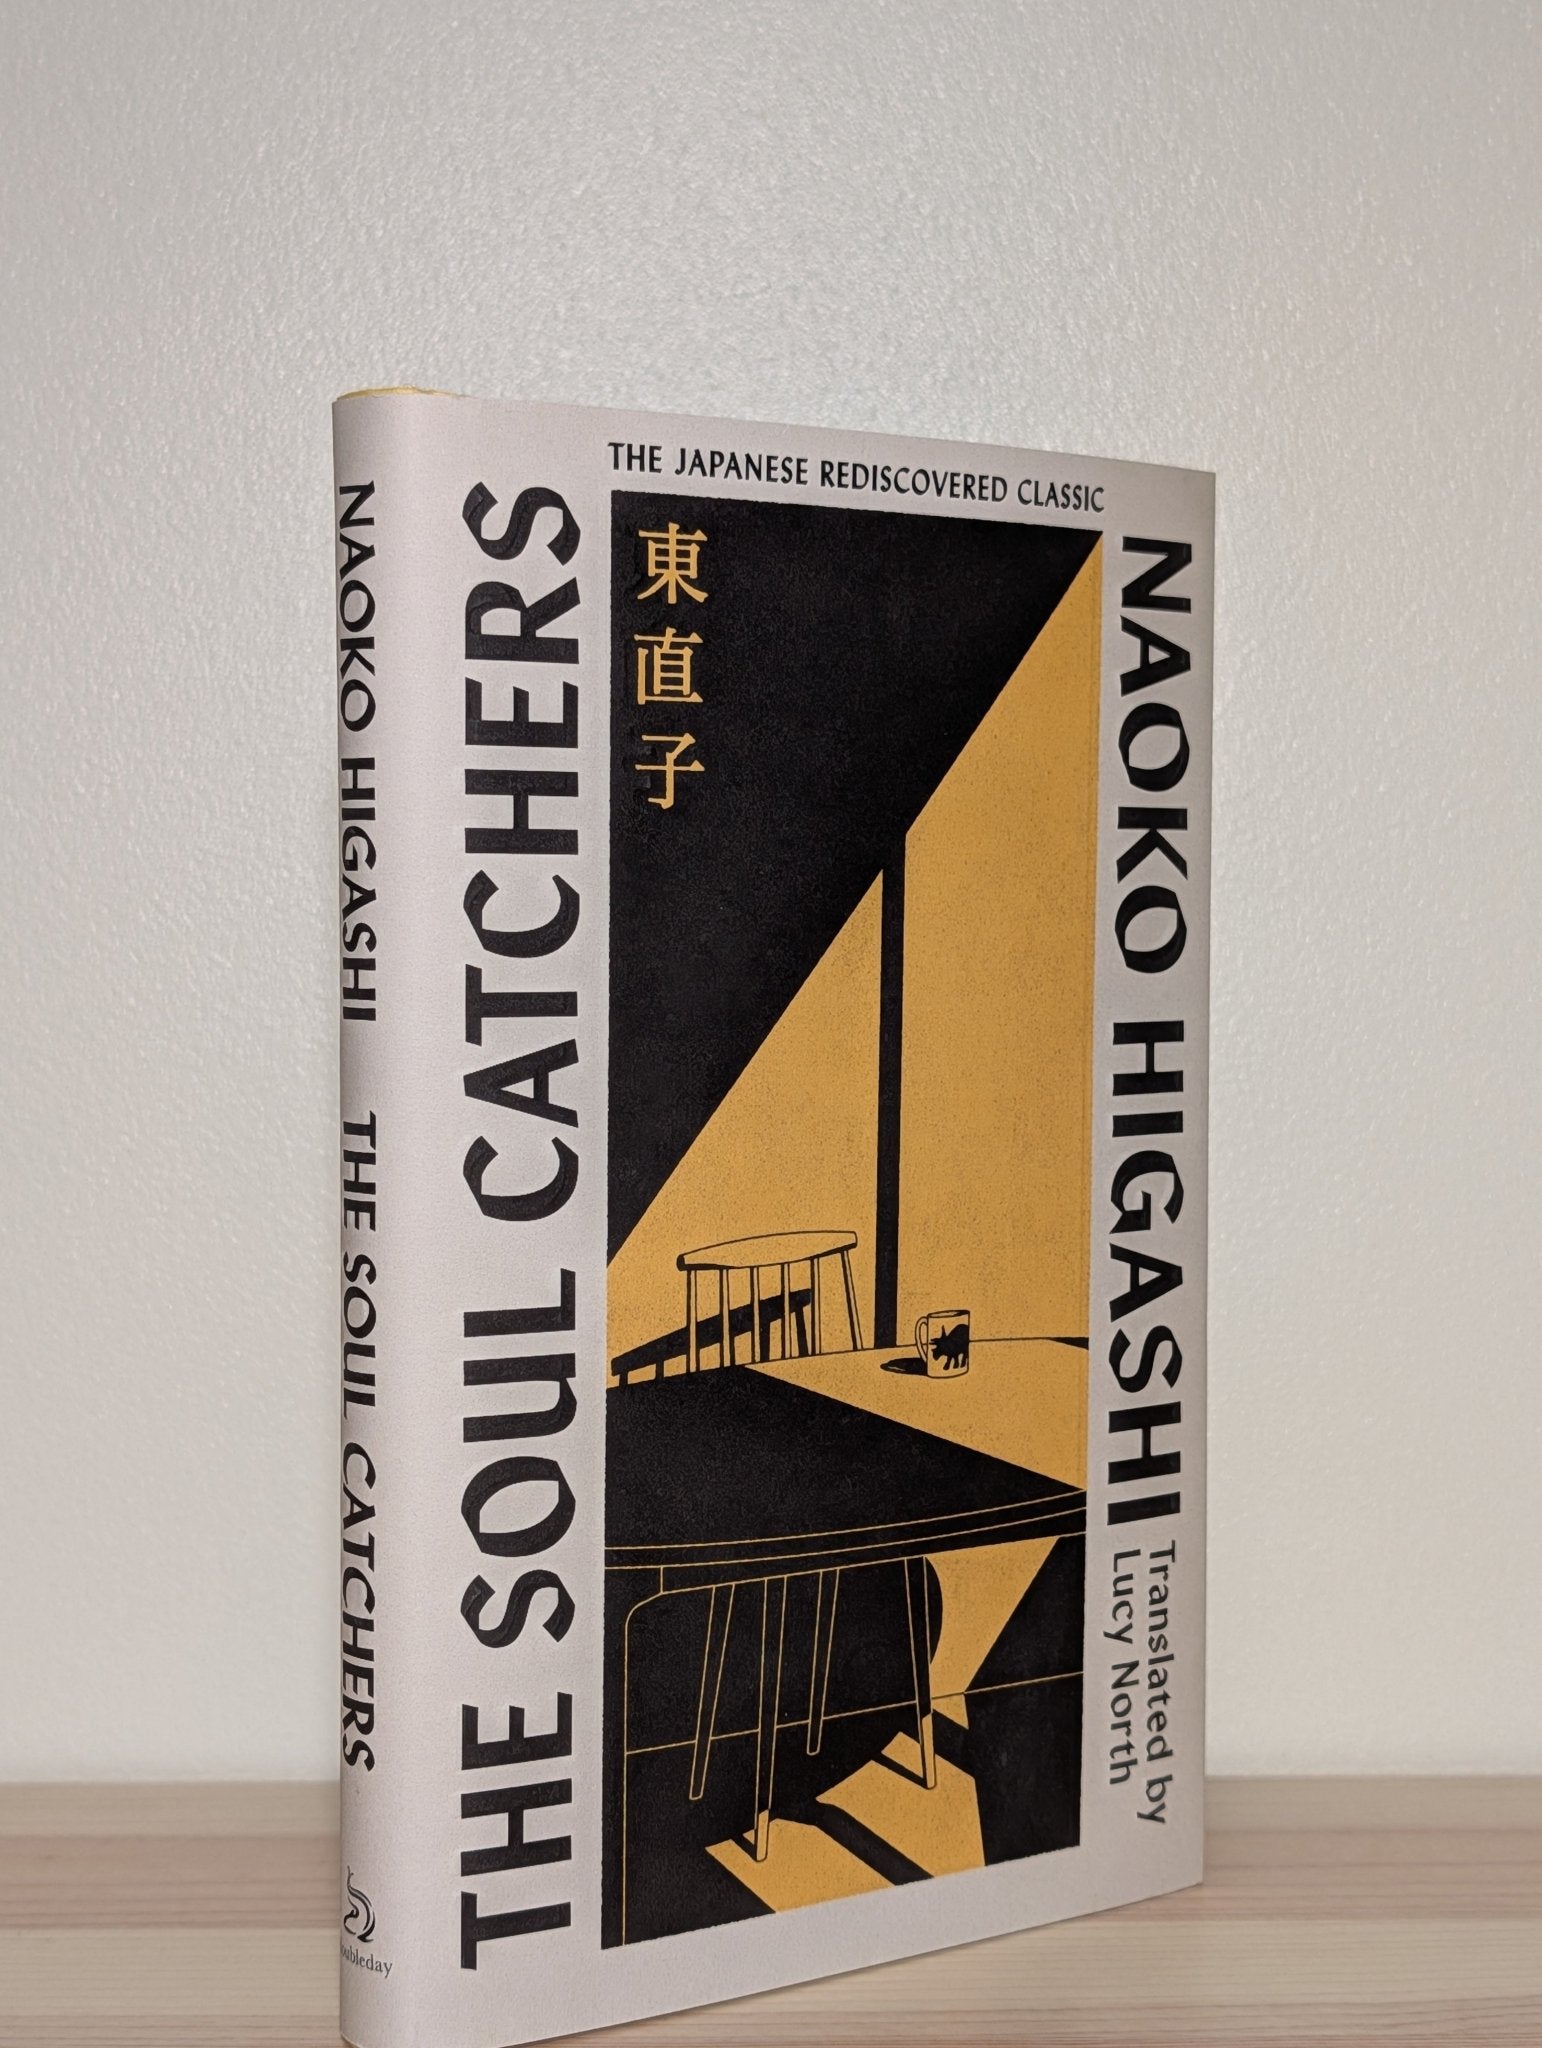 NAOKO HIGASHI THE SOUL CATCHERS
THE SOUL CATCHERS
THE JAPANESE REDISCOVERED CLASSIC
東直子
NAOKO HIGASHI
Translated by
Lucy North